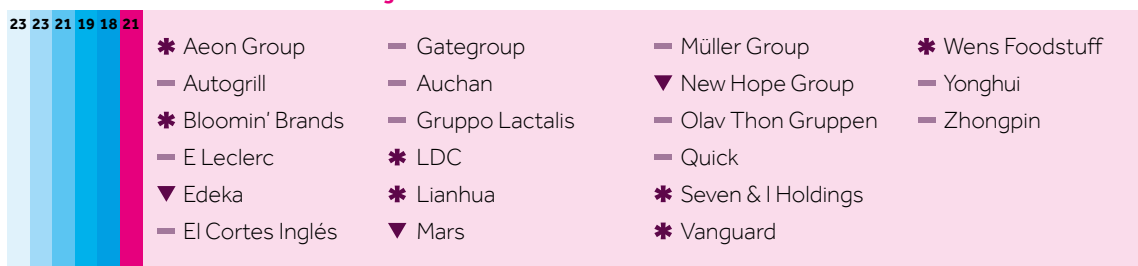 23 23 21 19 18 21
✱ Aeon Group
− Autogrill
✱ Bloomin' Brands
− E Leclerc
▼ Edeka
− El Cortes Inglés
− Gategroup
− Auchan
− Gruppo Lactalis
✱ LDC
✱ Lianhua
▼ Mars
− Müller Group
▼ New Hope Group
− Olav Thon Gruppen
− Quick
✱ Seven & I Holdings
✱ Vanguard
✱ Wens Foodstuff
− Yonghui
− Zhongpin